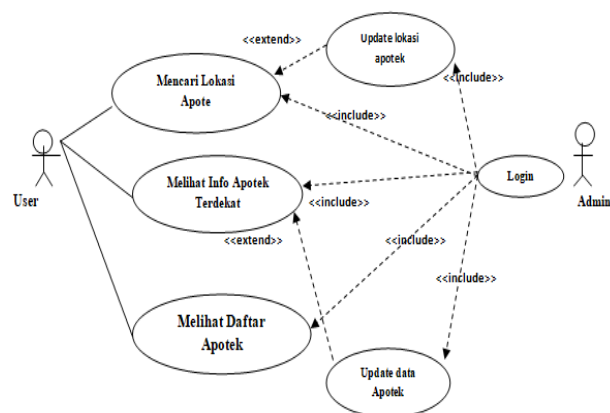 Update lokasi
apotek
<<extend>>
Mencari Lokasi
Apote
<<include>>
<<include>>
User
Melihat Info Apotek
Terdekat
Login
Admin
<<include>>
<<extend>>
<<include>>
<<include>>
Melihat Daftar
Apotek
Update data
Apotek